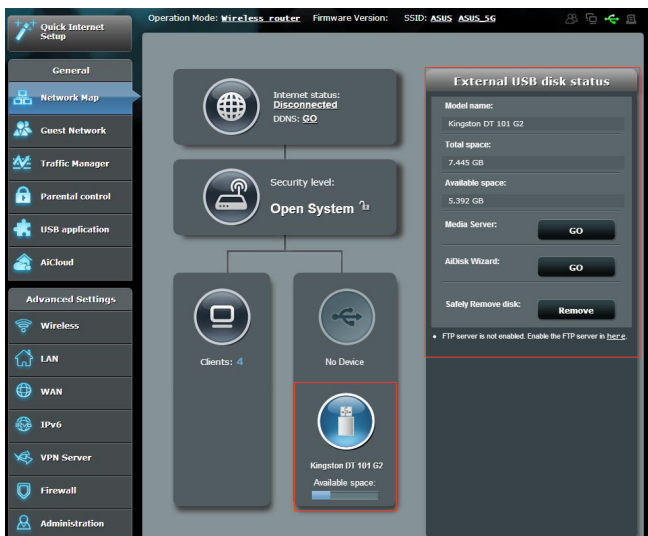 Operation Mode: Wireless router Firmware Version: SSID: ASUS ASUS_5G
Quick Internet
Setup
General
Network Map
Guest Network
Traffic Manager
Parental control
USB application
AiCloud
Advanced Settings
Wireless
LAN
WAN
IPv6
VPN Server
Firewall
Administration
Internet status:
Disconnected
DDNS: GO
Security level:
Open System
Clients: 4
No Device
Kingston DT 101 G2
Available space:
External USB disk status
Model name:
Kingston DT 101 G2
Total space:
7.445 GB
Available space:
5.392 GB
Media Server: GO
AiDisk Wizard: GO
Safely Remove disk: Remove
• FTP server is not enabled. Enable the FTP server in here.